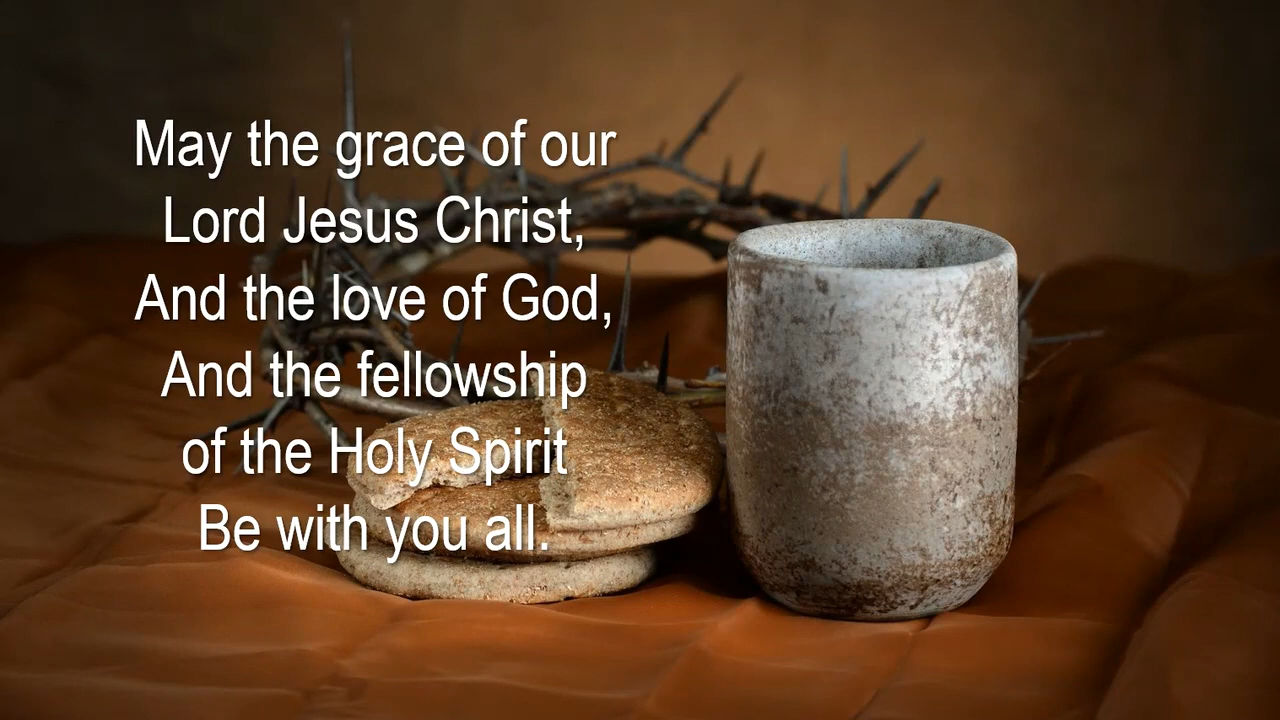 May the grace of our
Lord Jesus Christ,
And the love of God,
And the fellowship
of the Holy Spirit
Be with you all.